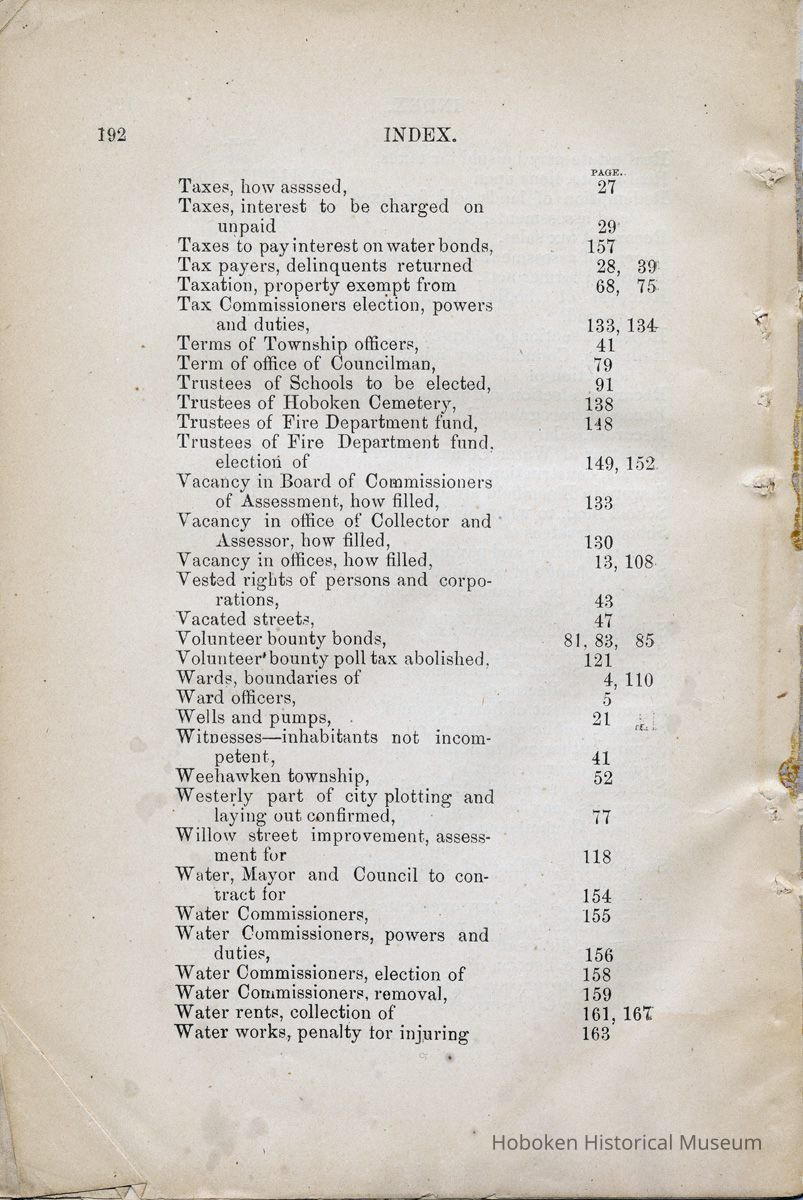 192 INDEX.
PAGE.
Taxes, how assssed, 27
Taxes, interest to be charged on
unpaid 29
Taxes to pay interest on water bonds, 157
Tax payers, delinquents returned 28, 39
Taxation, property exempt from 68, 75
Tax Commissioners election, powers
and duties, 133, 134
Terms of Township officers, 41
Term of office of Councilman, 79
Trustees of Schools to be elected, 91
Trustees of Hoboken Cemetery, 138
Trustees of Fire Department fund, 148
Trustees of Fire Department fund,
election of 149, 152
Vacancy in Board of Commissioners
of Assessment, how filled, 133
Vacancy in office of Collector and
Assessor, how filled, 130
Vacancy in offices, how filled, 13, 108
Vested rights of persons and corpo-
rations, 43
Vacated streets, 47
Volunteer bounty bonds, 81, 83, 85
Volunteer bounty poll tax abolished, 121
Wards, boundaries of 4, 110
Ward officers, 5
Wells and pumps, 21
Witnesses—inhabitants not incom-
petent, 41
Weehawken township, 52
Westerly part of city plotting and
laying out confirmed, 77
Willow street improvement, assess-
ment for 118
Water, Mayor and Council to con-
tract for 154
Water Commissioners, 155
Water Commissioners, powers and
duties, 156
Water Commissioners, election of 158
Water Commissioners, removal, 159
Water rents, collection of 161, 167
Water works, penalty for injuring 163
Hoboken Historical Museum